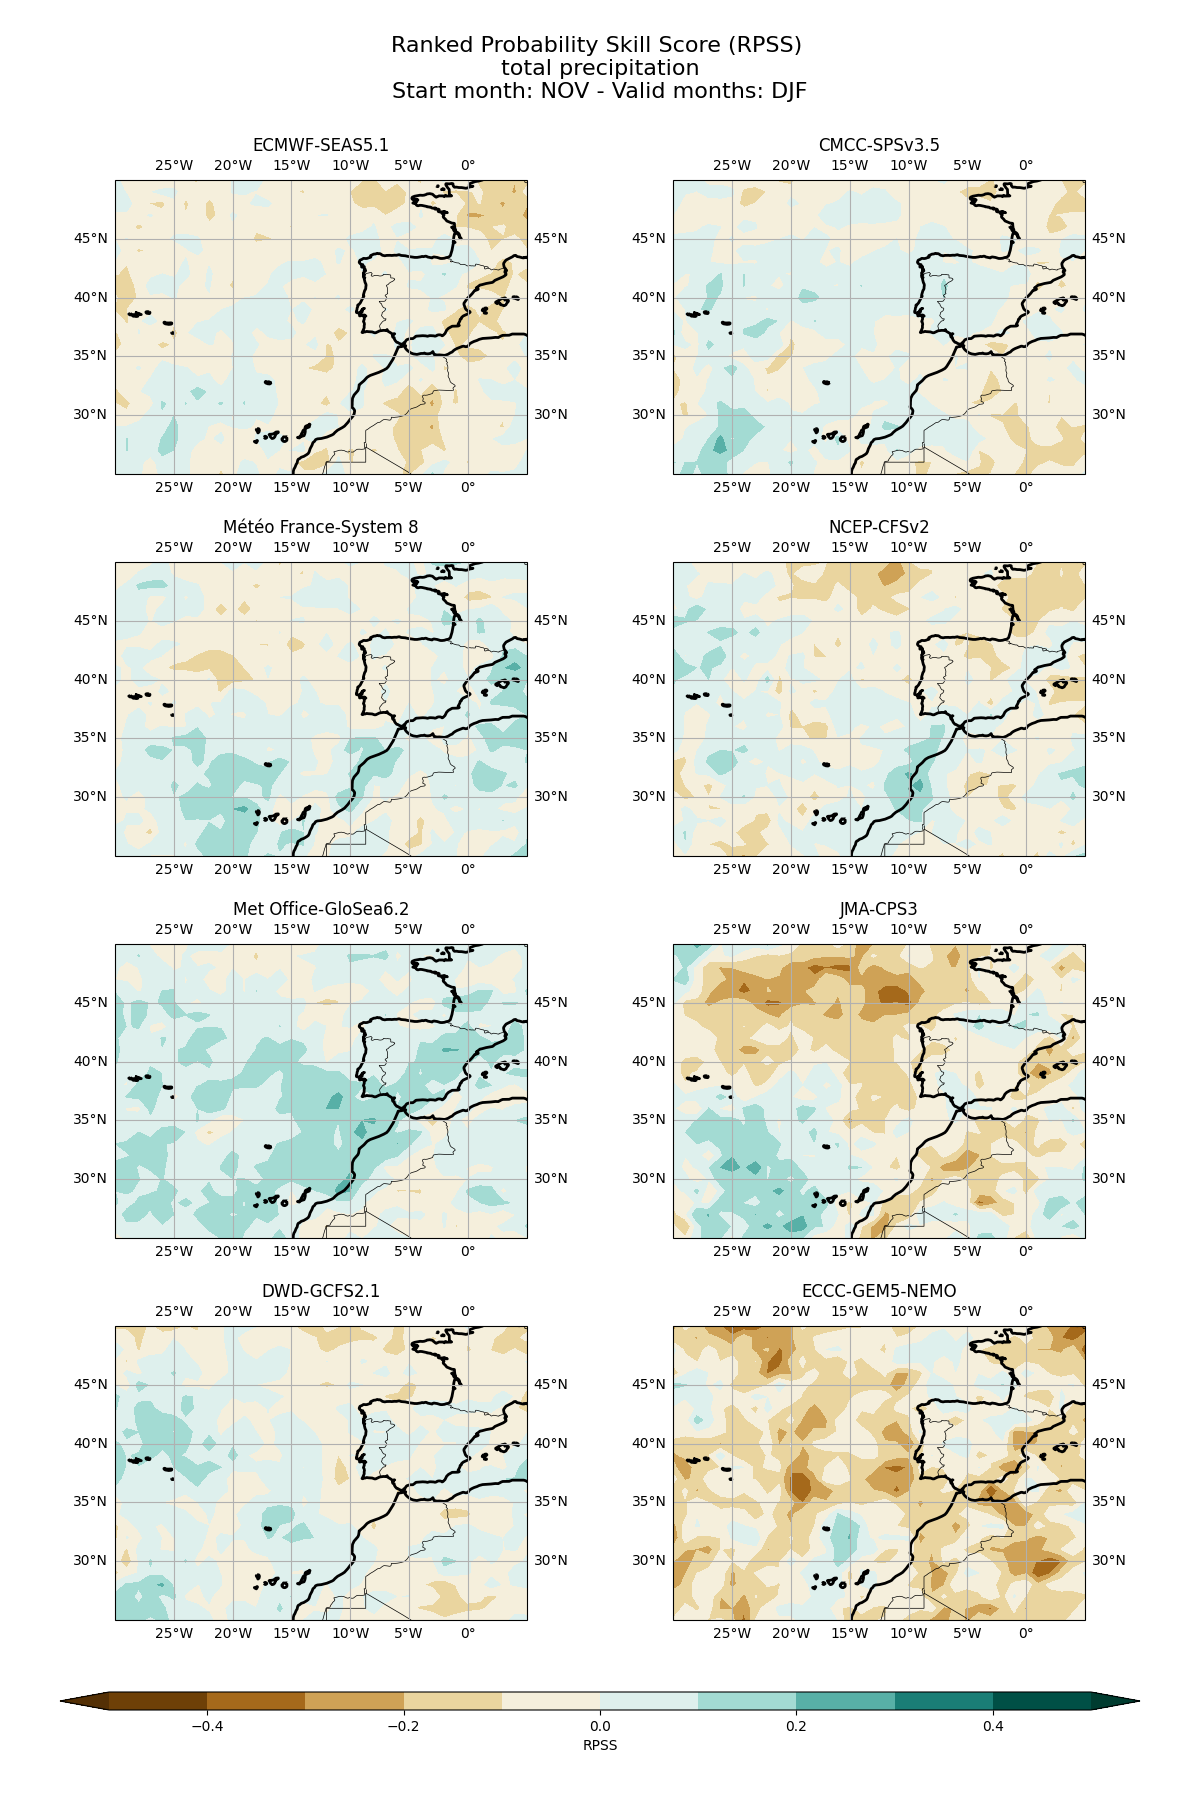 Ranked Probability Skill Score (RPSS)
total precipitation
Start month: NOV - Valid months: DJF
ECMWF-SEAS5.1
25°W 20°W 15°W 10°W 5°W 0°
45°N 45°N
40°N 40°N
35°N 35°N
30°N 30°N
25°W 20°W 15°W 10°W 5°W 0°
CMCC-SPSv3.5
25°W 20°W 15°W 10°W 5°W 0°
45°N 45°N
40°N 40°N
35°N 35°N
30°N 30°N
25°W 20°W 15°W 10°W 5°W 0°
Météo France-System 8
25°W 20°W 15°W 10°W 5°W 0°
45°N 45°N
40°N 40°N
35°N 35°N
30°N 30°N
25°W 20°W 15°W 10°W 5°W 0°
NCEP-CFSv2
25°W 20°W 15°W 10°W 5°W 0°
45°N 45°N
40°N 40°N
35°N 35°N
30°N 30°N
25°W 20°W 15°W 10°W 5°W 0°
Met Office-GloSea6.2
25°W 20°W 15°W 10°W 5°W 0°
45°N 45°N
40°N 40°N
35°N 35°N
30°N 30°N
25°W 20°W 15°W 10°W 5°W 0°
JMA-CPS3
25°W 20°W 15°W 10°W 5°W 0°
45°N 45°N
40°N 40°N
35°N 35°N
30°N 30°N
25°W 20°W 15°W 10°W 5°W 0°
DWD-GCFS2.1
25°W 20°W 15°W 10°W 5°W 0°
45°N 45°N
40°N 40°N
35°N 35°N
30°N 30°N
25°W 20°W 15°W 10°W 5°W 0°
ECCC-GEM5-NEMO
25°W 20°W 15°W 10°W 5°W 0°
45°N 45°N
40°N 40°N
35°N 35°N
30°N 30°N
25°W 20°W 15°W 10°W 5°W 0°
−0.4 −0.2 0.0 0.2 0.4
RPSS